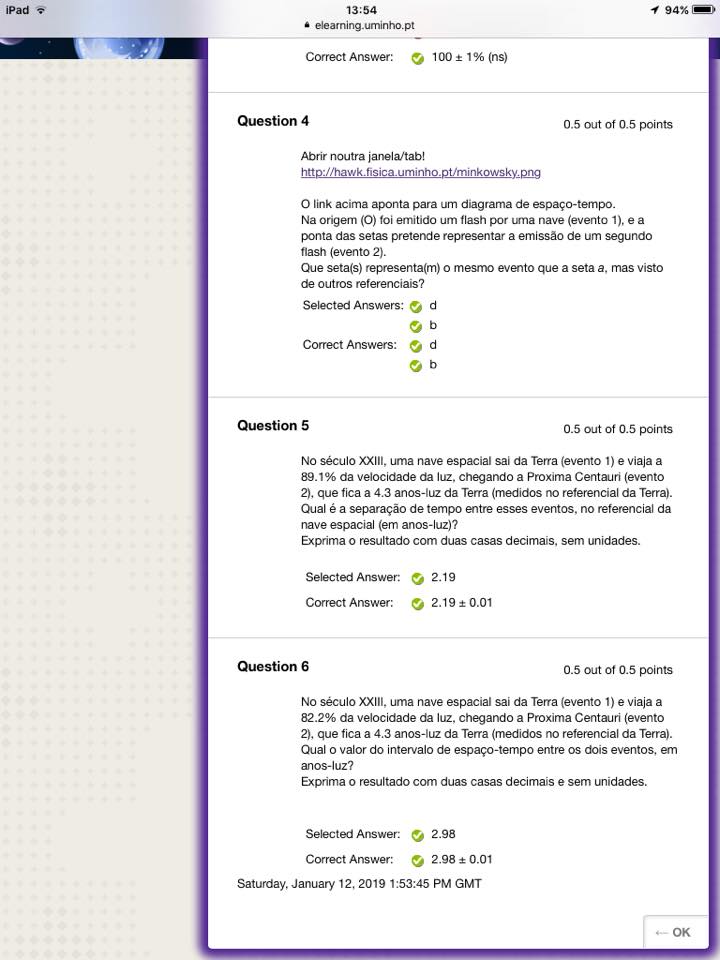 iPad 13:54 94%
elearning.uminho.pt
Correct Answer: 100 ± 1% (ns)
Question 4
0.5 out of 0.5 points
Abrir noutra janela/tab!
http://hawk.fisica.uminho.pt/minkowsky.png
O link acima aponta para um diagrama de espaço-tempo.
Na origem (O) foi emitido um flash por uma nave (evento 1), e a
ponta das setas pretende representar a emissão de um segundo
flash (evento 2).
Que seta(s) representa(m) o mesmo evento que a seta a, mas visto
de outros referenciais?
Selected Answers: d
b
Correct Answers: d
b
Question 5
0.5 out of 0.5 points
No século XXIII, uma nave espacial sai da Terra (evento 1) e viaja a
89.1% da velocidade da luz, chegando a Proxima Centauri (evento
2), que fica a 4.3 anos-luz da Terra (medidos no referencial da Terra).
Qual é a separação de tempo entre esses eventos, no referencial da
nave espacial (em anos-luz)?
Exprima o resultado com duas casas decimais, sem unidades.
Selected Answer: 2.19
Correct Answer: 2.19 ± 0.01
Question 6
0.5 out of 0.5 points
No século XXIII, uma nave espacial sai da Terra (evento 1) e viaja a
82.2% da velocidade da luz, chegando a Proxima Centauri (evento
2), que fica a 4.3 anos-luz da Terra (medidos no referencial da Terra).
Qual o valor do intervalo de espaço-tempo entre os dois eventos, em
anos-luz?
Exprima o resultado com duas casas decimais e sem unidades.
Selected Answer: 2.98
Correct Answer: 2.98 ± 0.01
Saturday, January 12, 2019 1:53:45 PM GMT
← OK